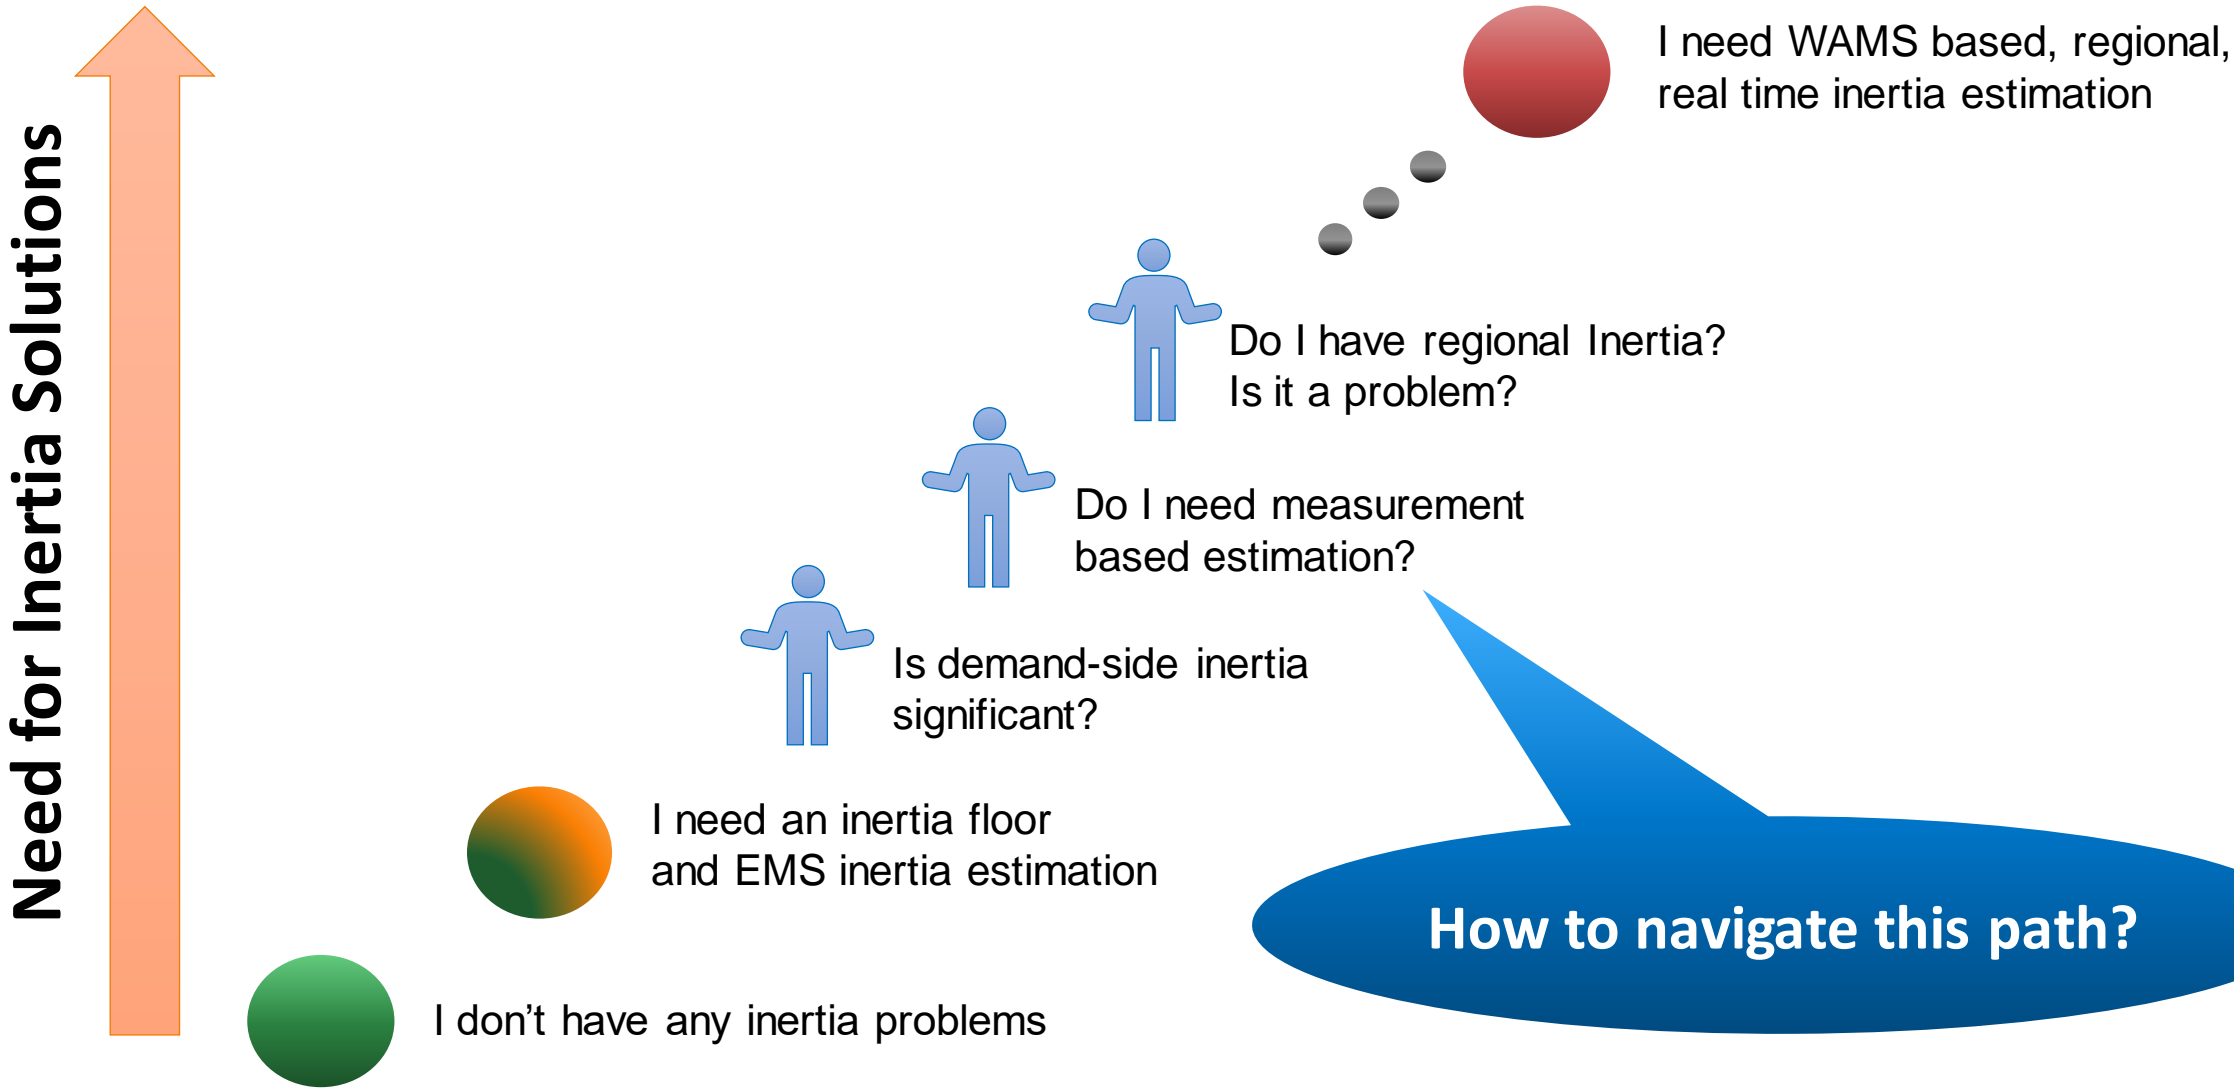 Need for Inertia Solutions
I need WAMS based, regional,
real time inertia estimation
Do I have regional Inertia?
Is it a problem?
Do I need measurement
based estimation?
Is demand-side inertia
significant?
I need an inertia floor
and EMS inertia estimation
How to navigate this path?
I don’t have any inertia problems